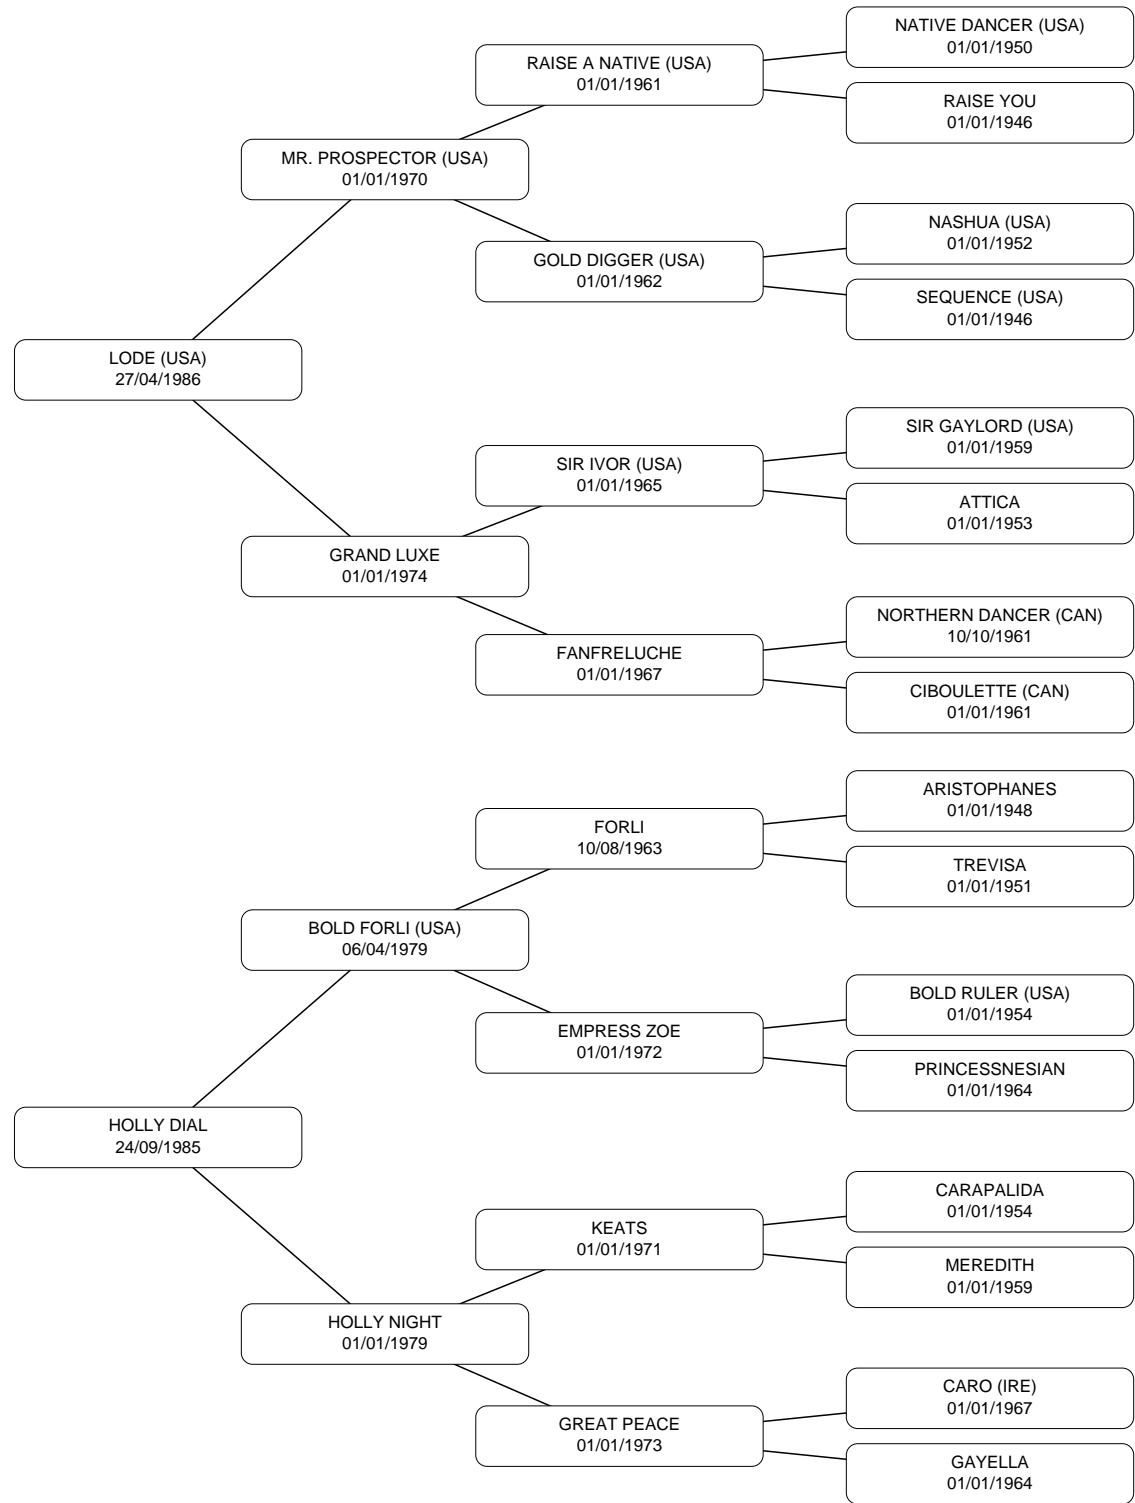 NATIVE DANCER (USA)
01/01/1950
RAISE A NATIVE (USA)
01/01/1961
RAISE YOU
01/01/1946
MR. PROSPECTOR (USA)
01/01/1970
NASHUA (USA)
01/01/1952
GOLD DIGGER (USA)
01/01/1962
SEQUENCE (USA)
01/01/1946
LODE (USA)
27/04/1986
SIR GAYLORD (USA)
01/01/1959
SIR IVOR (USA)
01/01/1965
ATTICA
01/01/1953
GRAND LUXE
01/01/1974
NORTHERN DANCER (CAN)
10/10/1961
FANFRELUCHE
01/01/1967
CIBOULETTE (CAN)
01/01/1961
ARISTOPHANES
01/01/1948
FORLI
10/08/1963
TREVISA
01/01/1951
BOLD FORLI (USA)
06/04/1979
BOLD RULER (USA)
01/01/1954
EMPRESS ZOE
01/01/1972
PRINCESSNESIAN
01/01/1964
HOLLY DIAL
24/09/1985
CARAPALIDA
01/01/1954
KEATS
01/01/1971
MEREDITH
01/01/1959
HOLLY NIGHT
01/01/1979
CARO (IRE)
01/01/1967
GREAT PEACE
01/01/1973
GAYELLA
01/01/1964